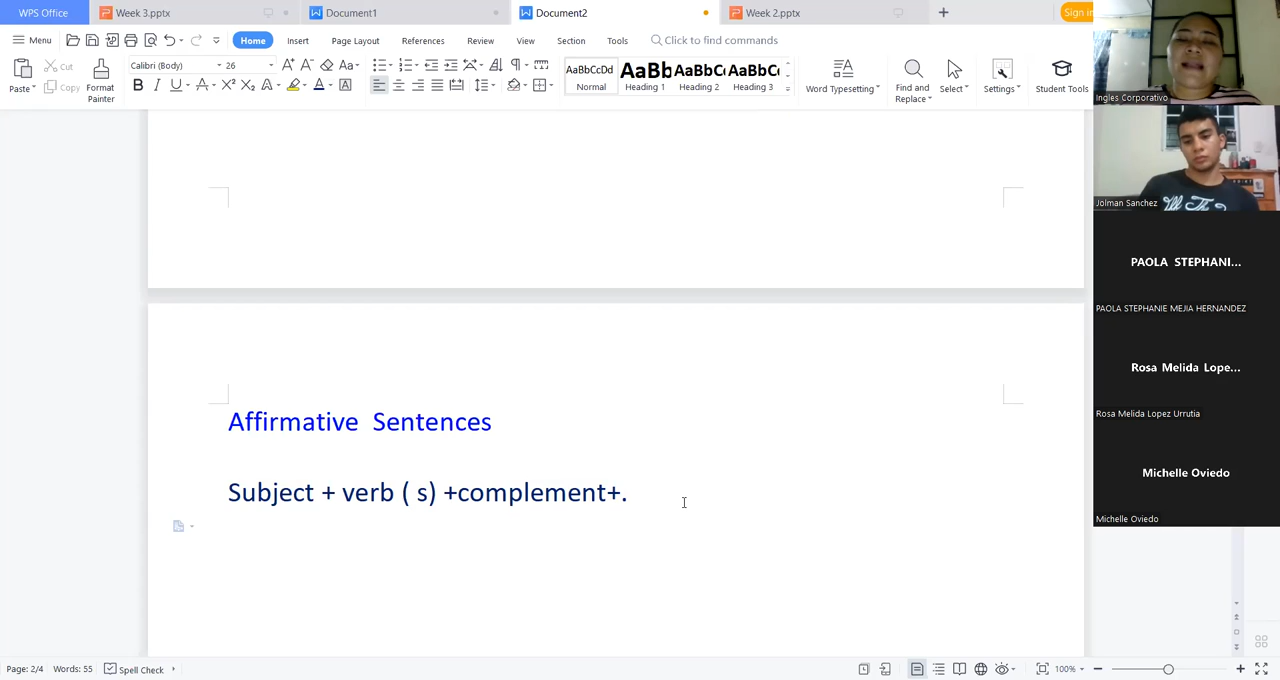 WPS Office
Week 3.pptx
Document1
Document2
Week 2.pptx
Sign in
Menu
Home
Insert
Page Layout
References
Review
View
Section
Tools
Click to find commands
Paste
Cut
Copy
Format
Painter
Calibri (Body)
26
AaBbCcDd
Normal
AaBb
Heading 1
AaBbC
Heading 2
AaBbC
Heading 3
Word Typesetting
Find and
Replace
Select
Settings
Student Tools
Ingles Corporativo
Jolman Sanchez
PAOLA STEPHANI...
PAOLA STEPHANIE MEJIA HERNANDEZ
Rosa Melida Lope...
Rosa Melida Lopez Urrutia
Michelle Oviedo
Michelle Oviedo
Affirmative Sentences
Subject + verb ( s) +complement+.
Page: 2/4
Words: 55
Spell Check
100%